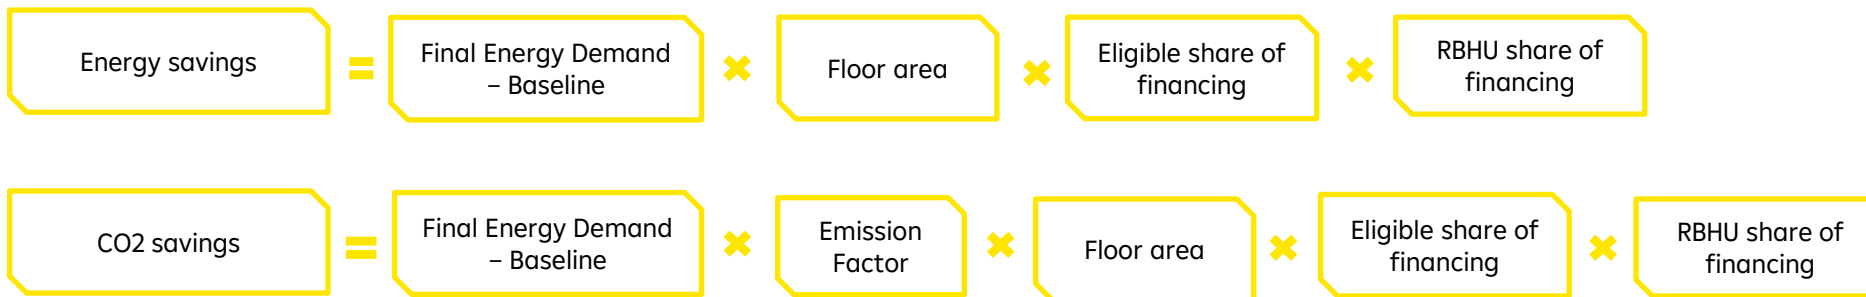 Energy savings = Final Energy Demand – Baseline × Floor area × Eligible share of financing × RBHU share of financing
CO2 savings = Final Energy Demand – Baseline × Emission Factor × Floor area × Eligible share of financing × RBHU share of financing